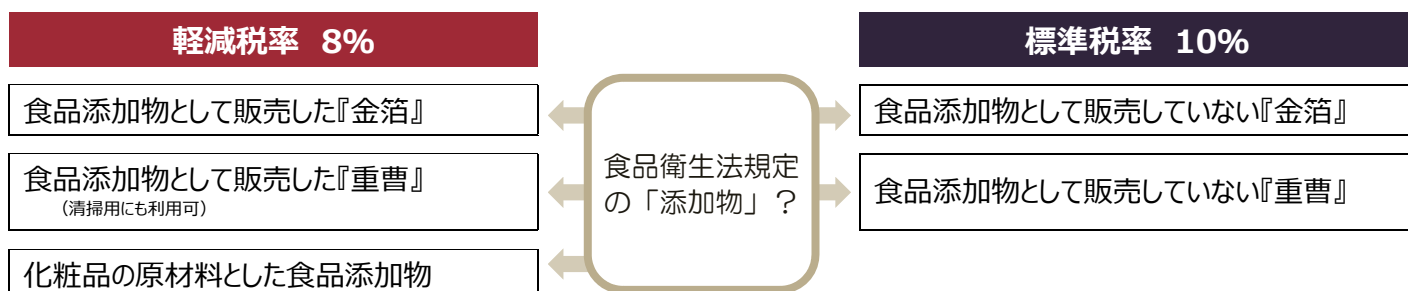 軽減税率 8%
標準税率 10%
食品添加物として販売した『金箔』
食品添加物として販売した『重曹』
（清掃用にも利用可）
化粧品の原材料とした食品添加物
食品衛生法規定
の「添加物」？
食品添加物として販売していない『金箔』
食品添加物として販売していない『重曹』